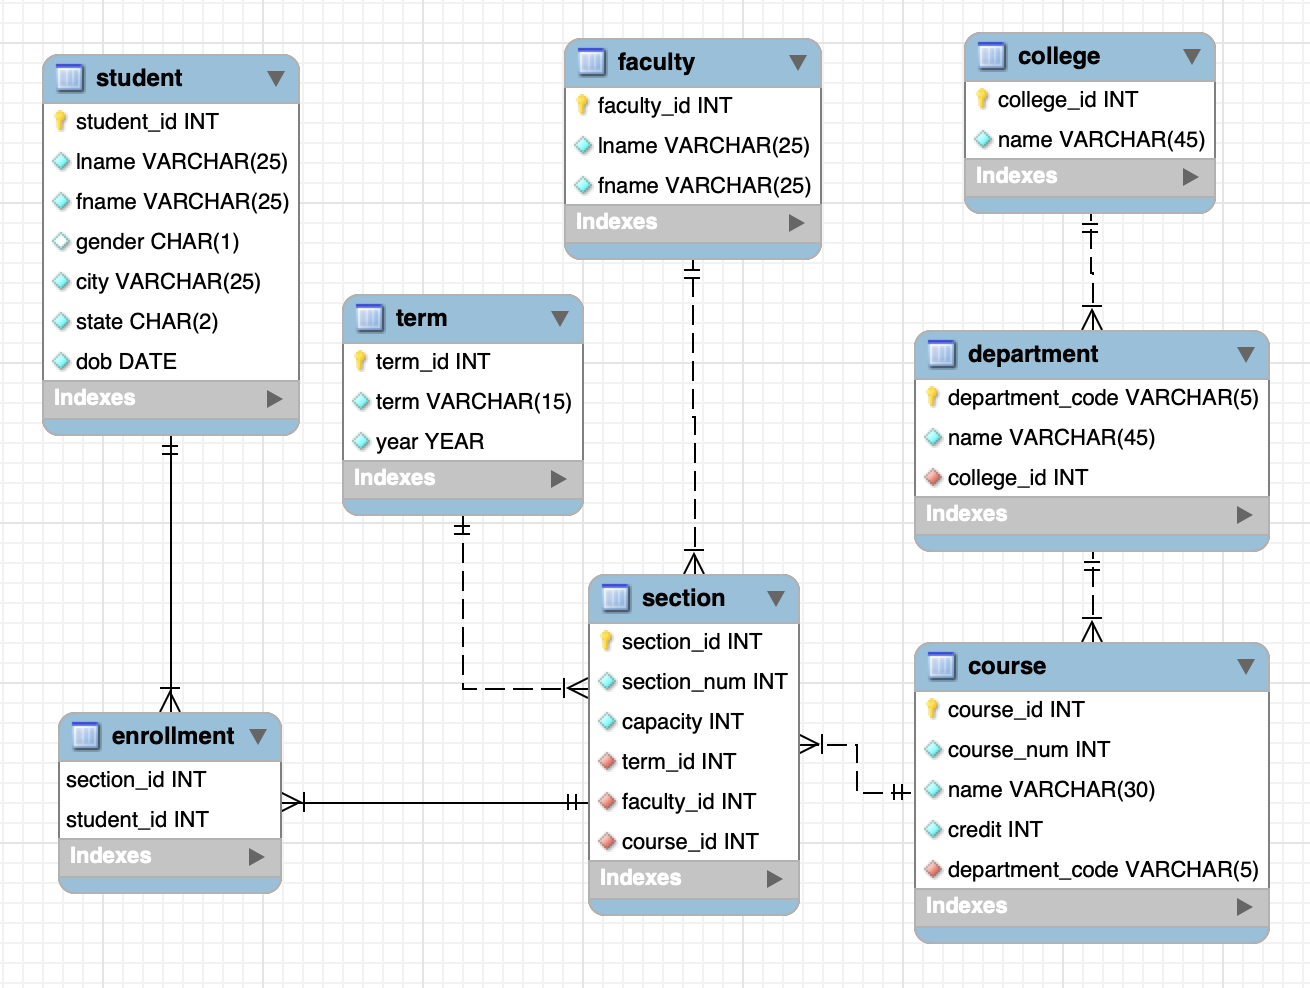 student
student_id INT
lname VARCHAR(25)
fname VARCHAR(25)
gender CHAR(1)
city VARCHAR(25)
state CHAR(2)
dob DATE
Indexes
faculty
faculty_id INT
lname VARCHAR(25)
fname VARCHAR(25)
Indexes
college
college_id INT
name VARCHAR(45)
Indexes
term
term_id INT
term VARCHAR(15)
year YEAR
Indexes
department
department_code VARCHAR(5)
name VARCHAR(45)
college_id INT
Indexes
section
section_id INT
section_num INT
capacity INT
term_id INT
faculty_id INT
course_id INT
Indexes
course
course_id INT
course_num INT
name VARCHAR(30)
credit INT
department_code VARCHAR(5)
Indexes
enrollment
section_id INT
student_id INT
Indexes